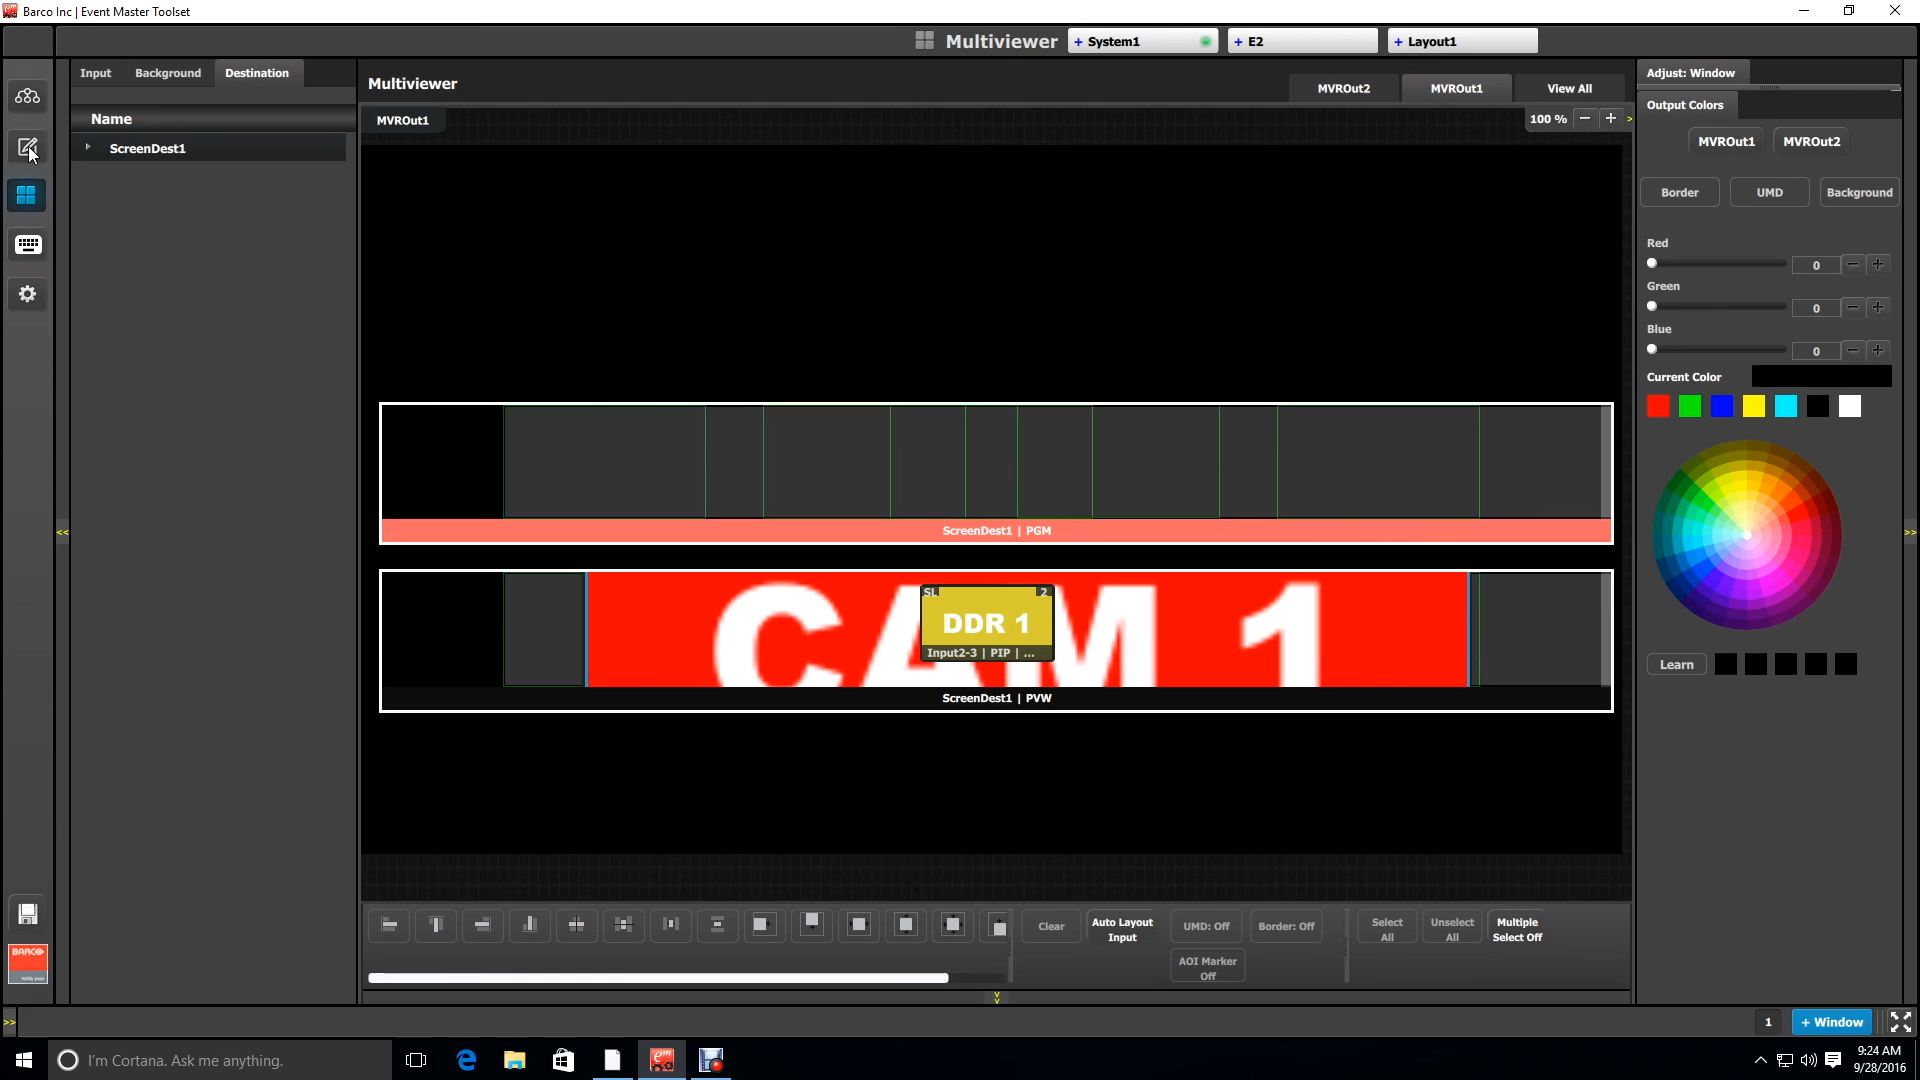 Barco Inc | Event Master Toolset
Multiviewer
+ System1
+ E2
+ Layout1
Input
Background
Destination
Name
ScreenDest1
Multiviewer
MVROut2
MVROut1
View All
MVROut1
100 % − +
ScreenDest1 | PGM
CAM 1
SL 2
DDR 1
Input2-3 | PIP | ...
ScreenDest1 | PVW
Adjust: Window
Output Colors
MVROut1
MVROut2
Border
UMD
Background
Red
0
Green
0
Blue
0
Current Color
Learn
Clear
Auto Layout
Input
UMD: Off
Border: Off
AOI Marker
Off
Select
All
Unselect
All
Multiple
Select Off
BARCO
1
+ Window
I'm Cortana. Ask me anything.
em
9:24 AM
9/28/2016